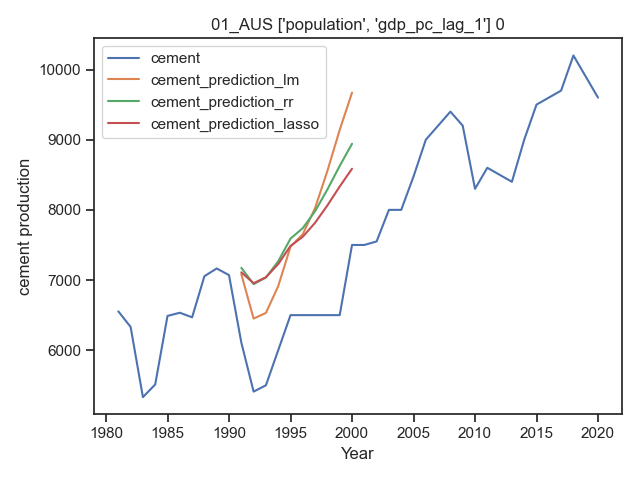 01_AUS ['population', 'gdp_pc_lag_1'] 0
cement
cement_prediction_lm
cement_prediction_rr
cement_prediction_lasso
cement production
10000
9000
8000
7000
6000
1980 1985 1990 1995 2000 2005 2010 2015 2020
Year